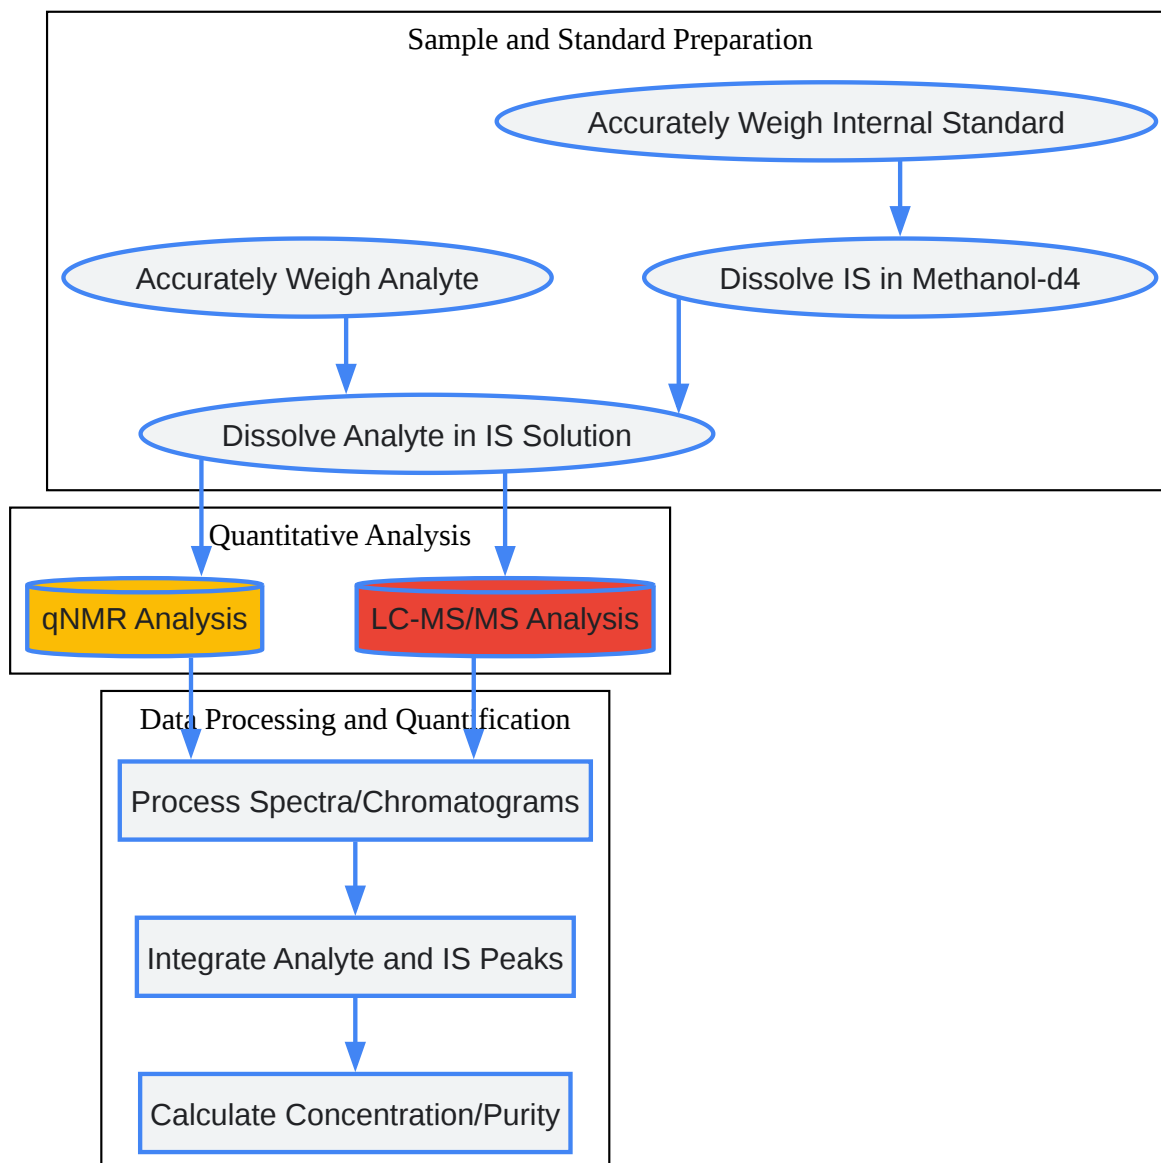 Sample and Standard Preparation
Accurately Weigh Internal Standard
Accurately Weigh Analyte
Dissolve IS in Methanol-d4
Dissolve Analyte in IS Solution
Quantitative Analysis
qNMR Analysis
LC-MS/MS Analysis
Data Processing and Quantification
Process Spectra/Chromatograms
Integrate Analyte and IS Peaks
Calculate Concentration/Purity